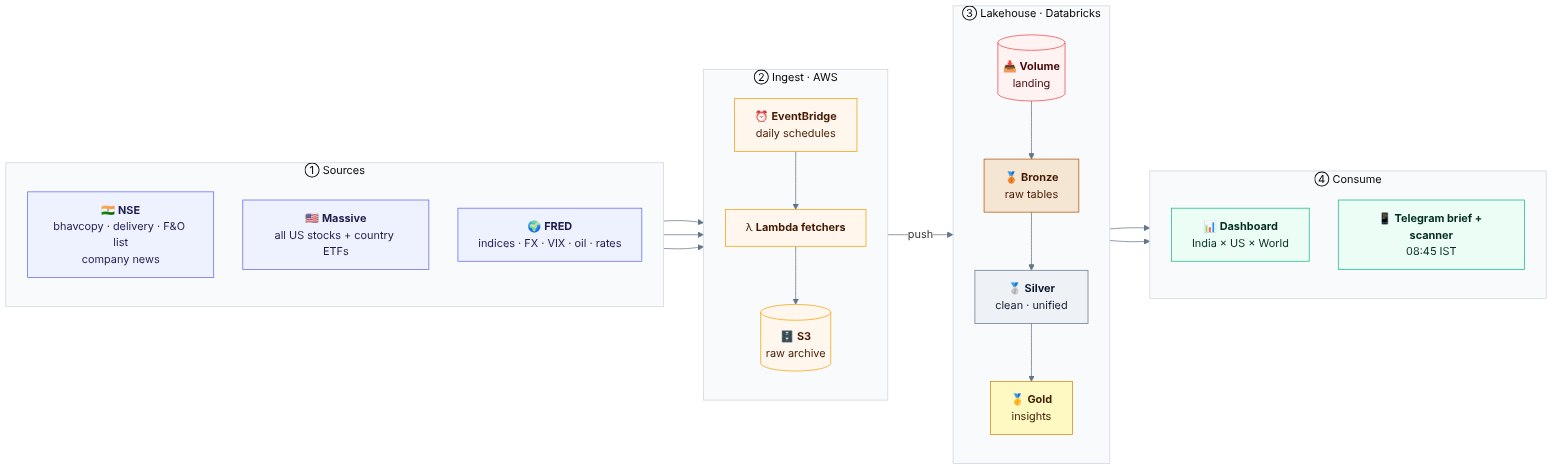 ① Sources
🇮🇳 NSE
bhavcopy · delivery · F&O
list
company news
🇺🇸 Massive
all US stocks + country
ETFs
🌍 FRED
indices · FX · VIX · oil · rates
② Ingest · AWS
⏰ EventBridge
daily schedules
λ Lambda fetchers
🗄️ S3
raw archive
push
③ Lakehouse · Databricks
📥 Volume
landing
🥉 Bronze
raw tables
🥈 Silver
clean · unified
🥇 Gold
insights
④ Consume
📊 Dashboard
India × US × World
📱 Telegram brief +
scanner
08:45 IST